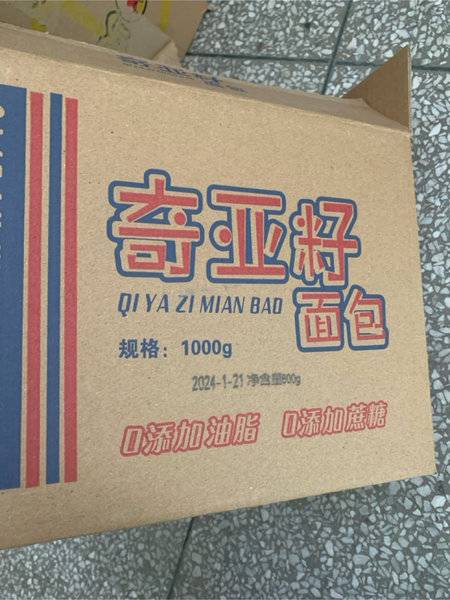 奇亚籽
QI YA ZI MIAN BAO
面包
规格：1000g
2024-1-21 净含量800g
0添加油脂 0添加蔗糖